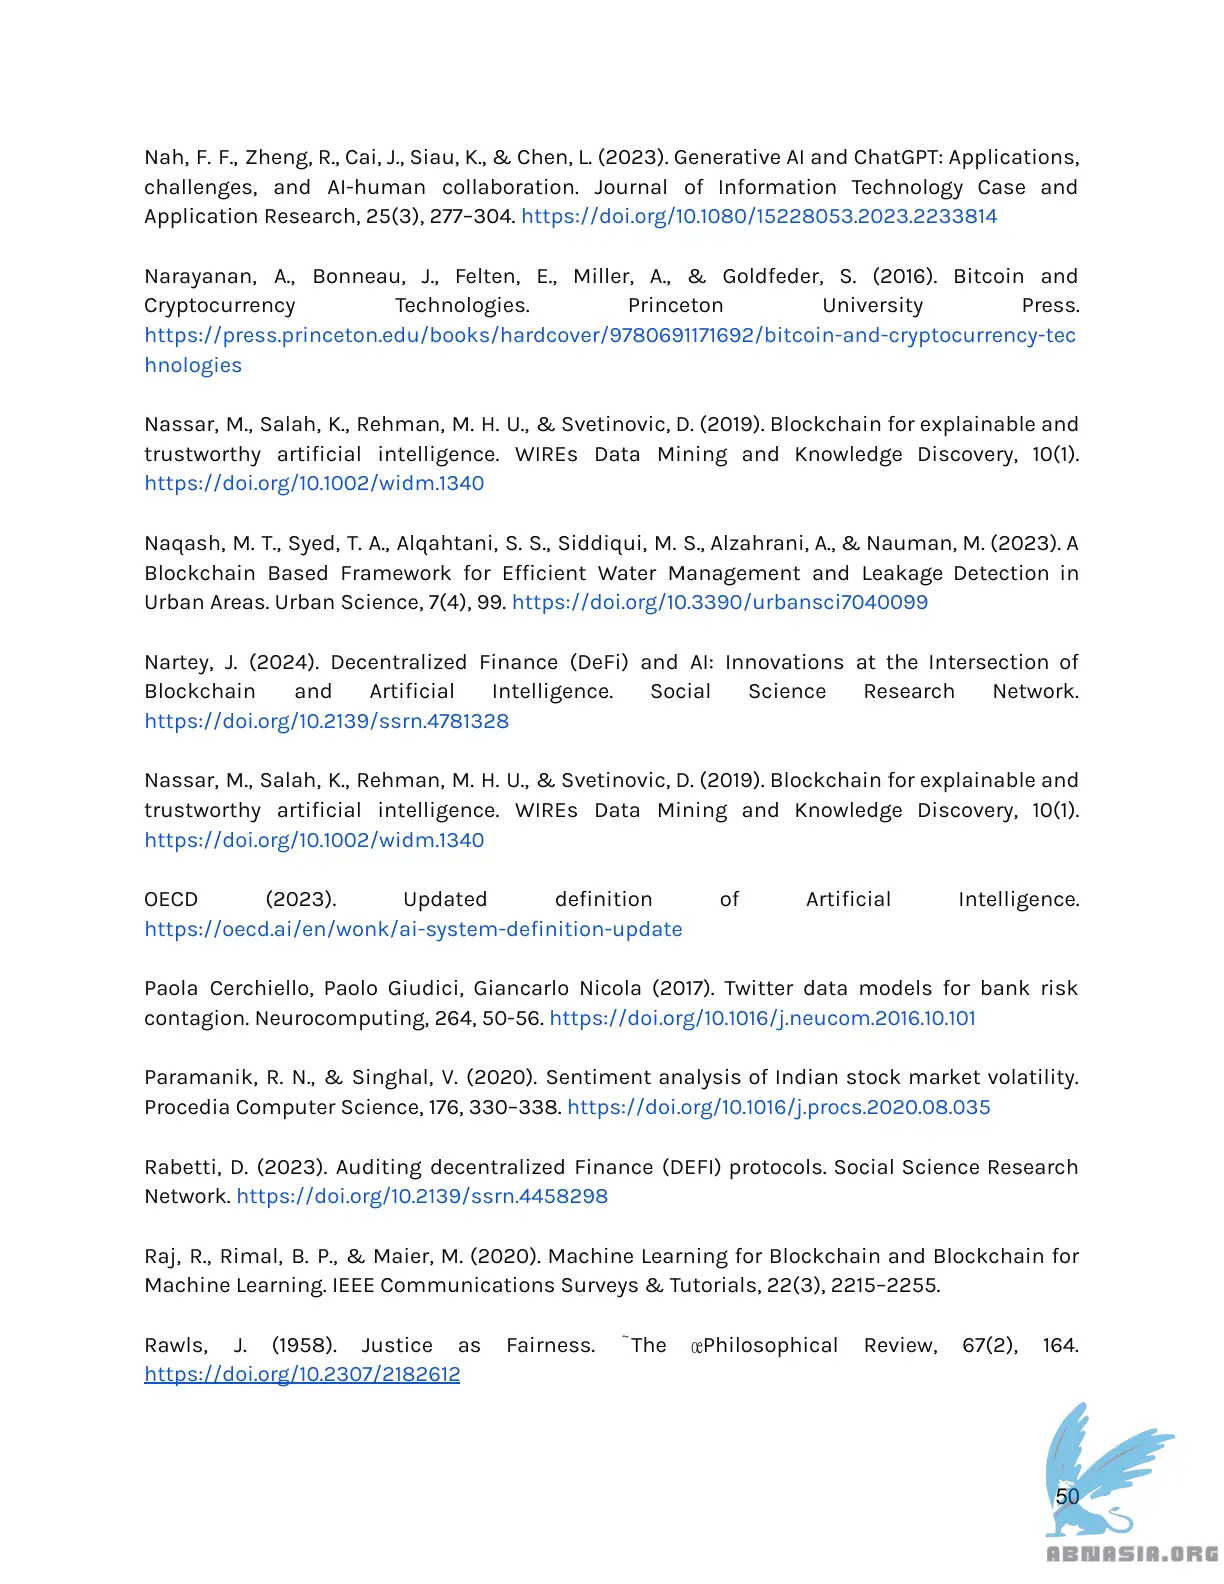 Nah, F. F., Zheng, R., Cai, J., Siau, K., & Chen, L. (2023). Generative AI and ChatGPT: Applications,
challenges, and AI-human collaboration. Journal of Information Technology Case and
Application Research, 25(3), 277–304. https://doi.org/10.1080/15228053.2023.2233814
Narayanan, A., Bonneau, J., Felten, E., Miller, A., & Goldfeder, S. (2016). Bitcoin and
Cryptocurrency Technologies. Princeton University Press.
https://press.princeton.edu/books/hardcover/9780691171692/bitcoin-and-cryptocurrency-tec
hnologies
Nassar, M., Salah, K., Rehman, M. H. U., & Svetinovic, D. (2019). Blockchain for explainable and
trustworthy artificial intelligence. WIREs Data Mining and Knowledge Discovery, 10(1).
https://doi.org/10.1002/widm.1340
Naqash, M. T., Syed, T. A., Alqahtani, S. S., Siddiqui, M. S., Alzahrani, A., & Nauman, M. (2023). A
Blockchain Based Framework for Efficient Water Management and Leakage Detection in
Urban Areas. Urban Science, 7(4), 99. https://doi.org/10.3390/urbansci7040099
Nartey, J. (2024). Decentralized Finance (DeFi) and AI: Innovations at the Intersection of
Blockchain and Artificial Intelligence. Social Science Research Network.
https://doi.org/10.2139/ssrn.4781328
Nassar, M., Salah, K., Rehman, M. H. U., & Svetinovic, D. (2019). Blockchain for explainable and
trustworthy artificial intelligence. WIREs Data Mining and Knowledge Discovery, 10(1).
https://doi.org/10.1002/widm.1340
OECD (2023). Updated definition of Artificial Intelligence.
https://oecd.ai/en/wonk/ai-system-definition-update
Paola Cerchiello, Paolo Giudici, Giancarlo Nicola (2017). Twitter data models for bank risk
contagion. Neurocomputing, 264, 50-56. https://doi.org/10.1016/j.neucom.2016.10.101
Paramanik, R. N., & Singhal, V. (2020). Sentiment analysis of Indian stock market volatility.
Procedia Computer Science, 176, 330–338. https://doi.org/10.1016/j.procs.2020.08.035
Rabetti, D. (2023). Auditing decentralized Finance (DEFI) protocols. Social Science Research
Network. https://doi.org/10.2139/ssrn.4458298
Raj, R., Rimal, B. P., & Maier, M. (2020). Machine Learning for Blockchain and Blockchain for
Machine Learning. IEEE Communications Surveys & Tutorials, 22(3), 2215–2255.
Rawls, J. (1958). Justice as Fairness. ˜The œPhilosophical Review, 67(2), 164.
https://doi.org/10.2307/2182612
50
ABNASIA.ORG